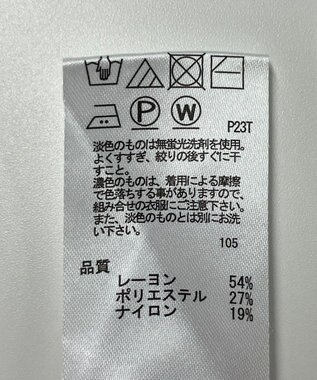 P W P23T
淡色のものは無蛍光洗剤を使用。
よくすすぎ、絞りの後すぐに干
すこと。
濃色のものは、着用による摩擦
で色落ちする事がありますので、
組み合せの衣服にご注意下さい。
また、淡色のものとは別にお洗
い下さい。
105
品質
レーヨン 54%
ポリエステル 27%
ナイロン 19%